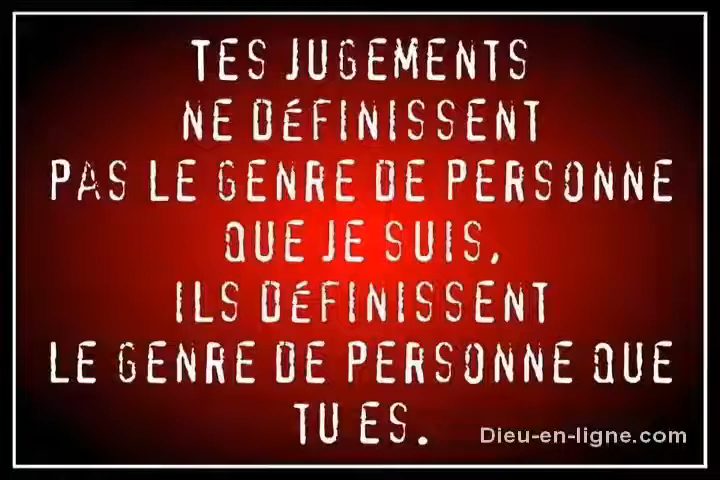 TES JUGEMENTS
NE DÉFINISSENT
PAS LE GENRE DE PERSONNE
QUE JE SUIS,
ILS DÉFINISSENT
LE GENRE DE PERSONNE QUE
TU ES.
Dieu-en-ligne.com